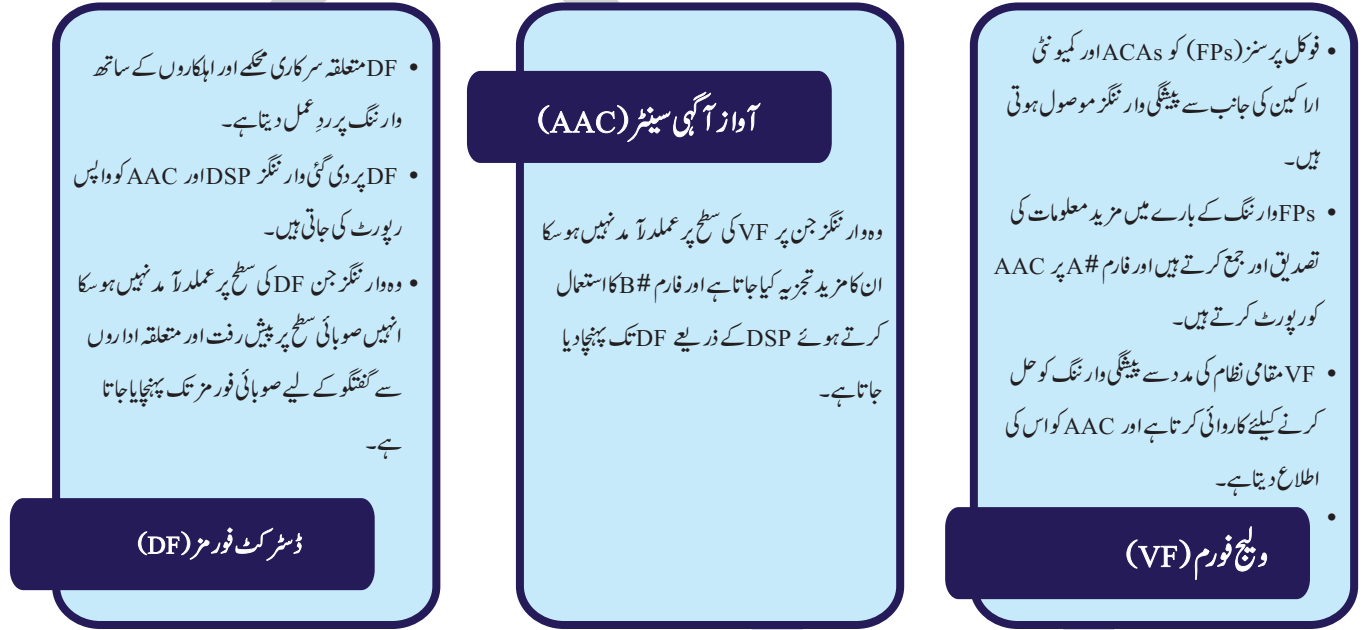 • فوکل پرسنز (FPs) کو ACAs اور کمیونٹی
اراکین کی جانب سے پیشگی وارننگز موصول ہوتی
ہیں۔
• FPs وارننگ کے بارے میں مزید معلومات کی
تصدیق اور جمع کرتے ہیں اور فارم #A پر AAC
کو رپورٹ کرتے ہیں۔
• VF مقامی نظام کی مدد سے پیشگی وارننگ کو حل
کرنے کیلئے کاروائی کرتا ہے اور AAC کو اس کی
اطلاع دیتا ہے۔
•
ولیج فورم (VF)
آواز آگہی سینٹر (AAC)
وہ وارننگز جن پر VF کی سطح پر عملدرآمد نہیں ہو سکا
ان کا مزید تجزیہ کیا جاتا ہے اور فارم #B کا استعمال
کرتے ہوئے DSP کے ذریعے DF تک پہنچا دیا
جاتا ہے۔
• DF متعلقہ سرکاری محکمے اور اہلکاروں کے ساتھ
وارننگ پر ردِ عمل دیتا ہے۔
• DF پر دی گئی وارننگز DSP اور AAC کو واپس
رپورٹ کی جاتی ہیں۔
• وہ وارننگز جن DF کی سطح پر عملدرآمد نہیں ہو سکا
انہیں صوبائی سطح پر پیش رفت اور متعلقہ اداروں
سے گفتگو کے لیے صوبائی فورمز تک پہنچایا جاتا
ہے۔
ڈسٹرکٹ فورمز (DF)